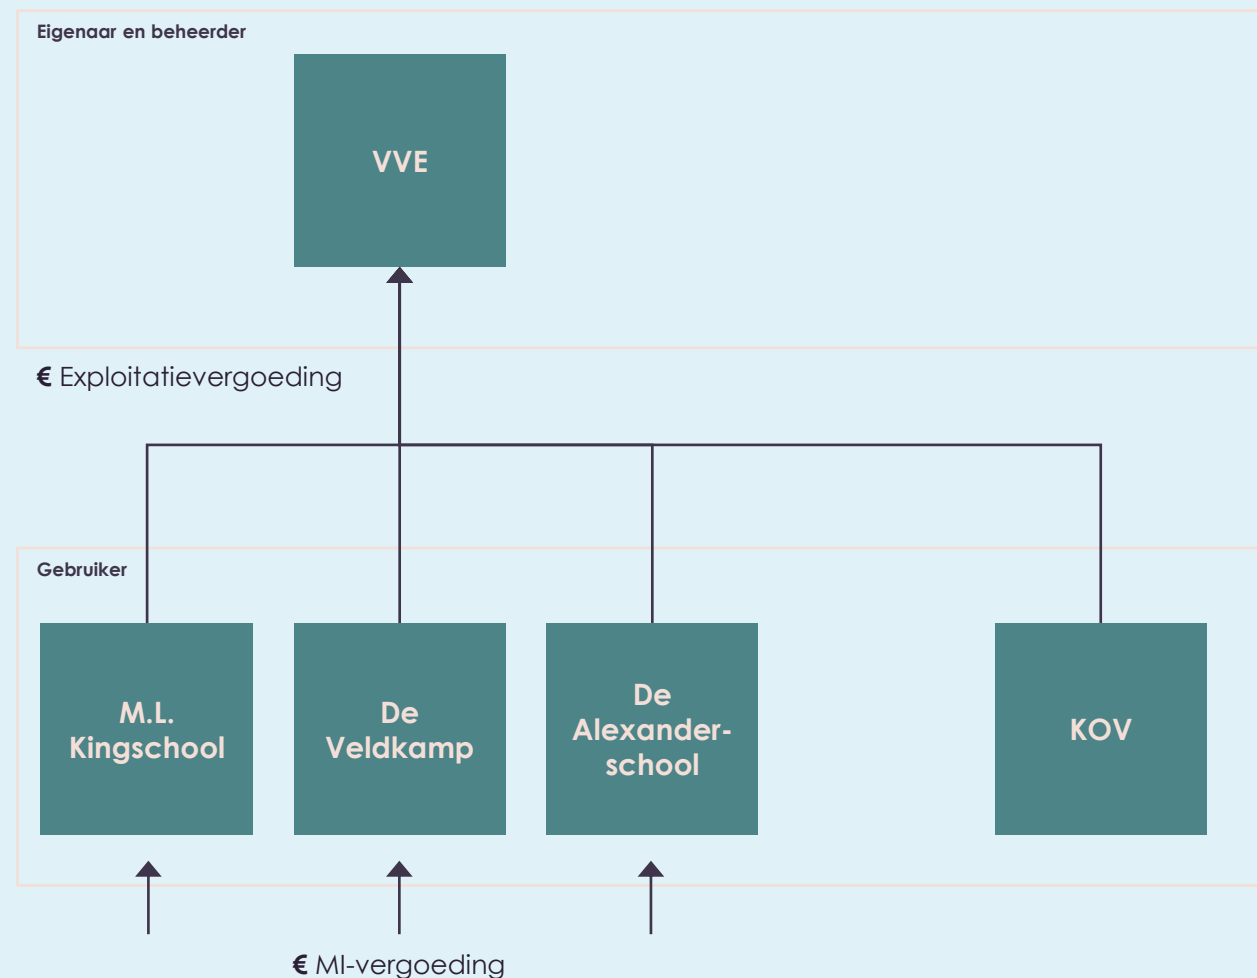 Eigenaar en beheerder
VVE
€ Exploitatievergoeding
Gebruiker
M.L.
Kingschool
De
Veldkamp
De
Alexander-
school
KOV
€ MI-vergoeding